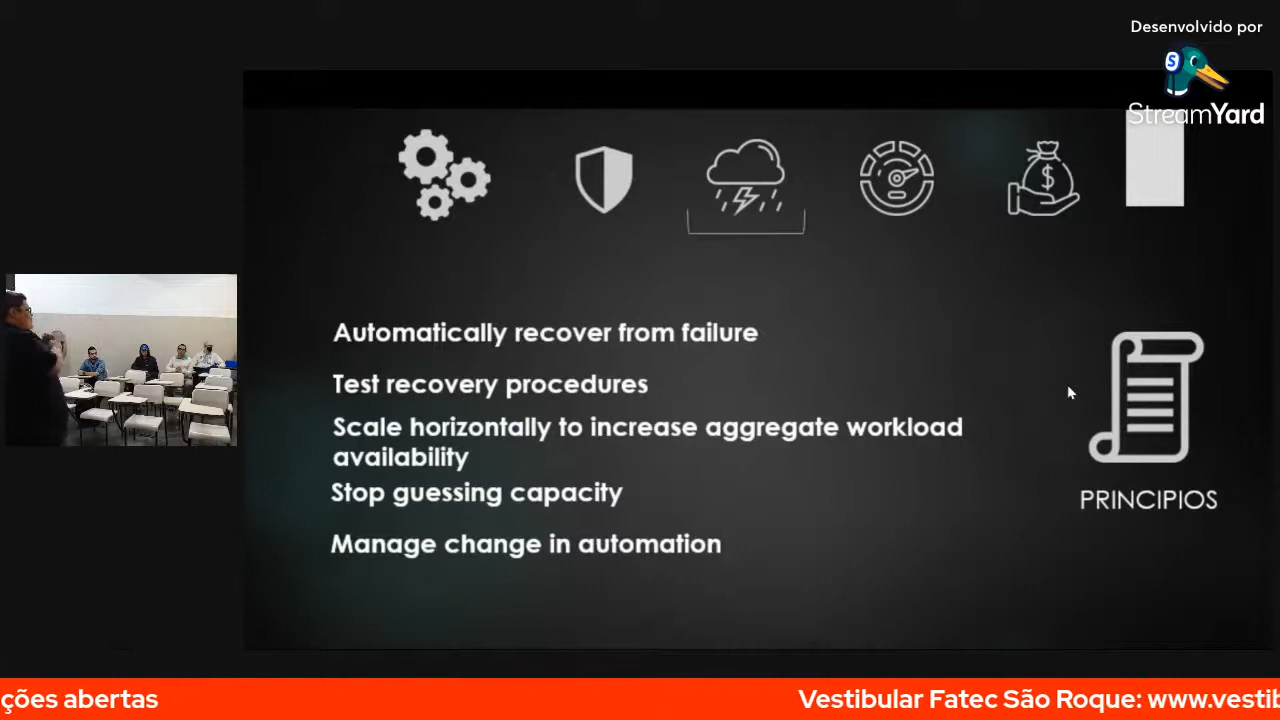 Desenvolvido por
StreamYard
Automatically recover from failure
Test recovery procedures
Scale horizontally to increase aggregate workload
availability
Stop guessing capacity
Manage change in automation
PRINCIPIOS
ções abertas
Vestibular Fatec São Roque: www.vestib